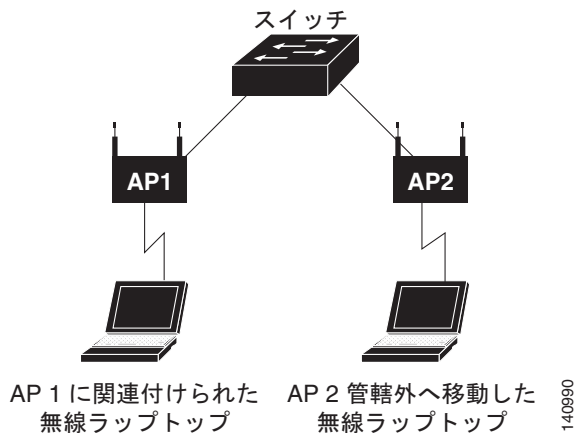 スイッチ
AP1
AP2
AP 1 に関連付けられた
無線ラップトップ
AP 2 管轄外へ移動した
無線ラップトップ
140990